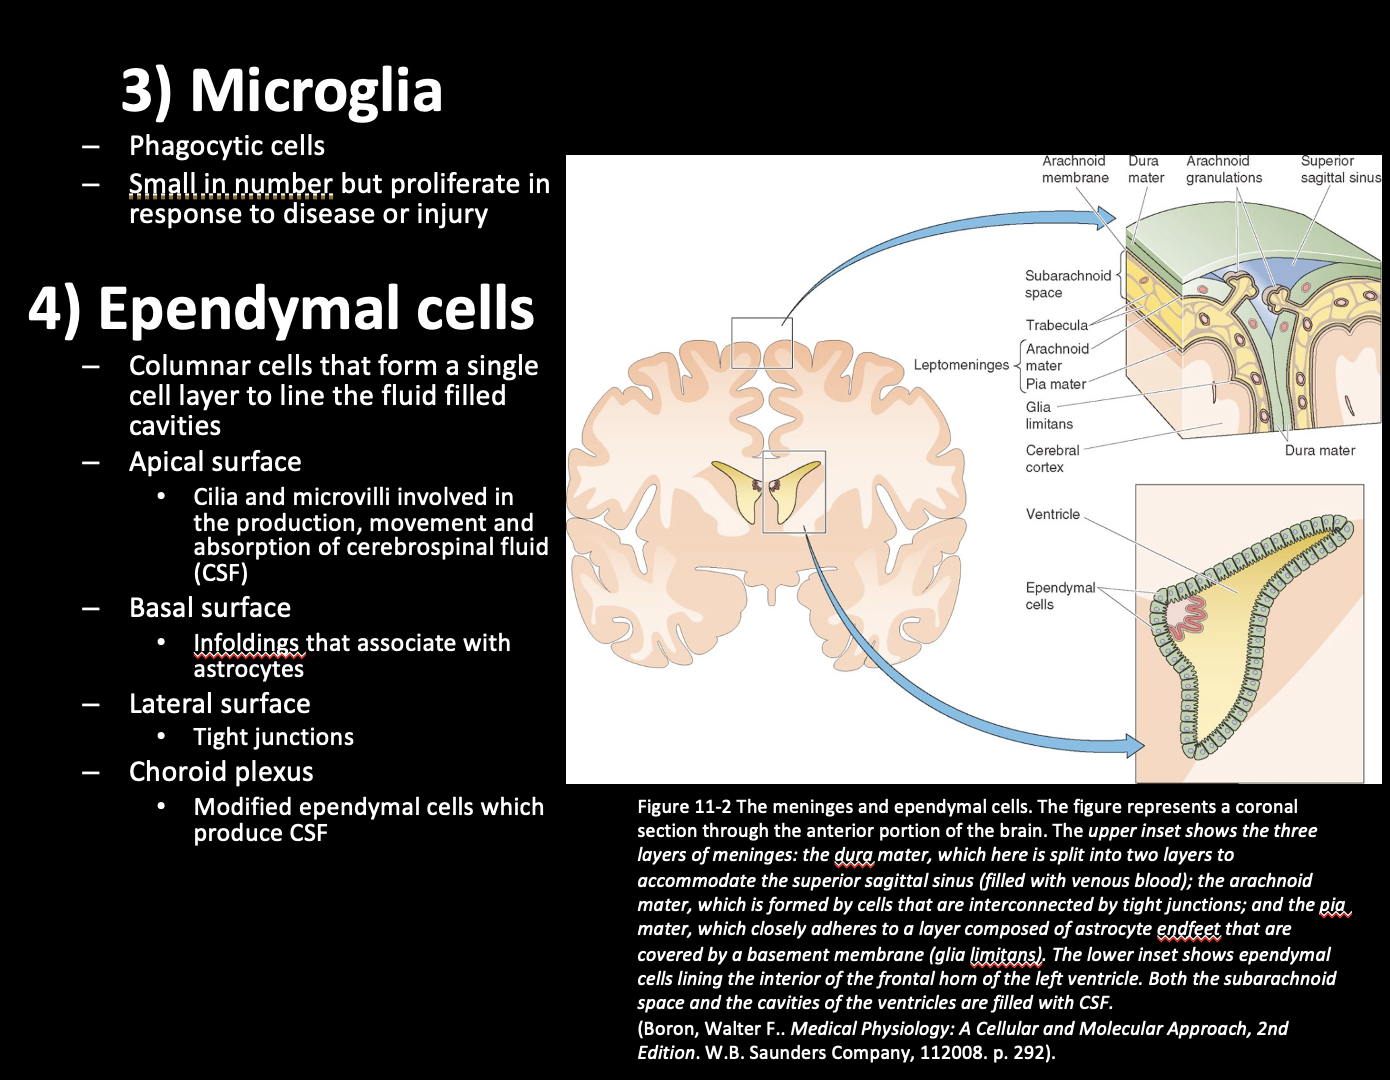 3) Microglia
– Phagocytic cells
– Small in number but proliferate in
response to disease or injury
4) Ependymal cells
– Columnar cells that form a single
cell layer to line the fluid filled
cavities
– Apical surface
• Cilia and microvilli involved in
the production, movement and
absorption of cerebrospinal fluid
(CSF)
– Basal surface
• Infoldings that associate with
astrocytes
– Lateral surface
• Tight junctions
– Choroid plexus
• Modified ependymal cells which
produce CSF
Arachnoid
membrane
Dura
mater
Arachnoid
granulations
Superior
sagittal sinus
Subarachnoid
space
Trabecula
Leptomeninges
Arachnoid
mater
Pia mater
Glia
limitans
Cerebral
cortex
Dura mater
Ventricle
Ependymal
cells
Figure 11-2 The meninges and ependymal cells. The figure represents a coronal
section through the anterior portion of the brain. The upper inset shows the three
layers of meninges: the dura mater, which here is split into two layers to
accommodate the superior sagittal sinus (filled with venous blood); the arachnoid
mater, which is formed by cells that are interconnected by tight junctions; and the pia
mater, which closely adheres to a layer composed of astrocyte endfeet that are
covered by a basement membrane (glia limitans). The lower inset shows ependymal
cells lining the interior of the frontal horn of the left ventricle. Both the subarachnoid
space and the cavities of the ventricles are filled with CSF.
(Boron, Walter F.. Medical Physiology: A Cellular and Molecular Approach, 2nd
Edition. W.B. Saunders Company, 112008. p. 292).